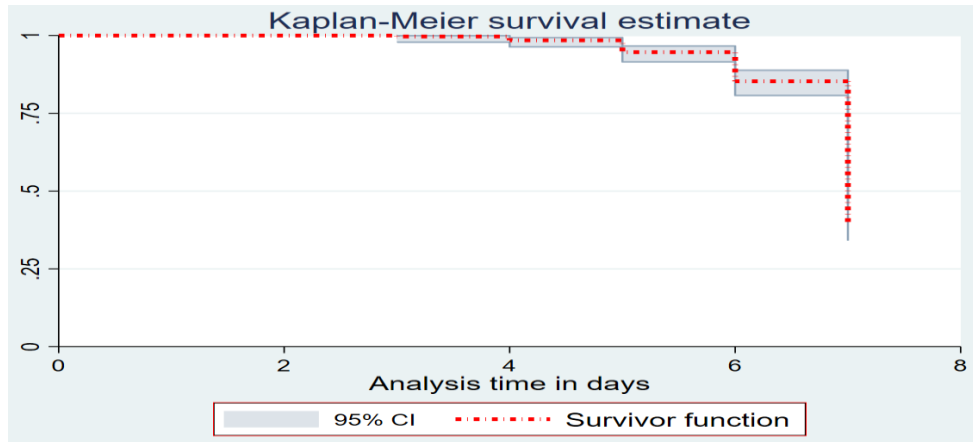 Kaplan-Meier survival estimate
1
.75
.5
.25
0
0 2 4 6 8
Analysis time in days
95% CI Survivor function